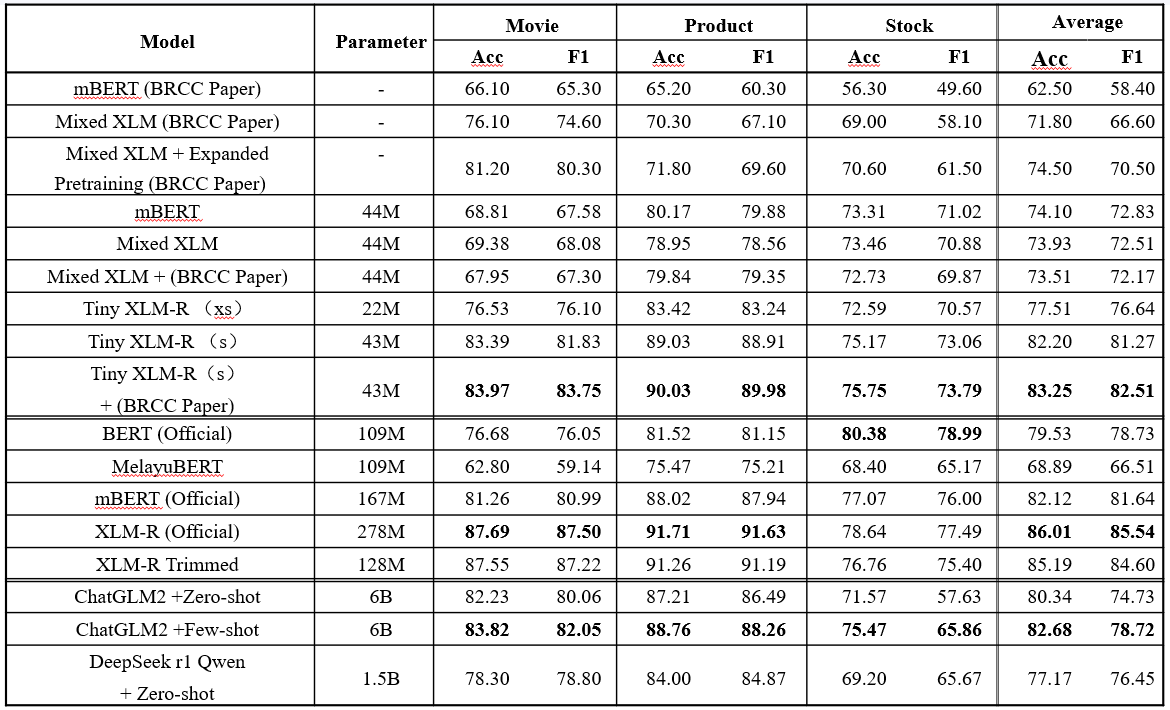 Model Parameter Movie Product Stock Average
Acc F1 Acc F1 Acc F1 Acc F1
mBERT (BRCC Paper) - 66.10 65.30 65.20 60.30 56.30 49.60 62.50 58.40
Mixed XLM (BRCC Paper) - 76.10 74.60 70.30 67.10 69.00 58.10 71.80 66.60
Mixed XLM + Expanded
Pretraining (BRCC Paper) - 81.20 80.30 71.80 69.60 70.60 61.50 74.50 70.50
mBERT 44M 68.81 67.58 80.17 79.88 73.31 71.02 74.10 72.83
Mixed XLM 44M 69.38 68.08 78.95 78.56 73.46 70.88 73.93 72.51
Mixed XLM + (BRCC Paper) 44M 67.95 67.30 79.84 79.35 72.73 69.87 73.51 72.17
Tiny XLM-R （xs） 22M 76.53 76.10 83.42 83.24 72.59 70.57 77.51 76.64
Tiny XLM-R （s） 43M 83.39 81.83 89.03 88.91 75.17 73.06 82.20 81.27
Tiny XLM-R（s）
+ (BRCC Paper) 43M 83.97 83.75 90.03 89.98 75.75 73.79 83.25 82.51
BERT (Official) 109M 76.68 76.05 81.52 81.15 80.38 78.99 79.53 78.73
MelayuBERT 109M 62.80 59.14 75.47 75.21 68.40 65.17 68.89 66.51
mBERT (Official) 167M 81.26 80.99 88.02 87.94 77.07 76.00 82.12 81.64
XLM-R (Official) 278M 87.69 87.50 91.71 91.63 78.64 77.49 86.01 85.54
XLM-R Trimmed 128M 87.55 87.22 91.26 91.19 76.76 75.40 85.19 84.60
ChatGLM2 +Zero-shot 6B 82.23 80.06 87.21 86.49 71.57 57.63 80.34 74.73
ChatGLM2 +Few-shot 6B 83.82 82.05 88.76 88.26 75.47 65.86 82.68 78.72
DeepSeek r1 Qwen
+ Zero-shot 1.5B 78.30 78.80 84.00 84.87 69.20 65.67 77.17 76.45